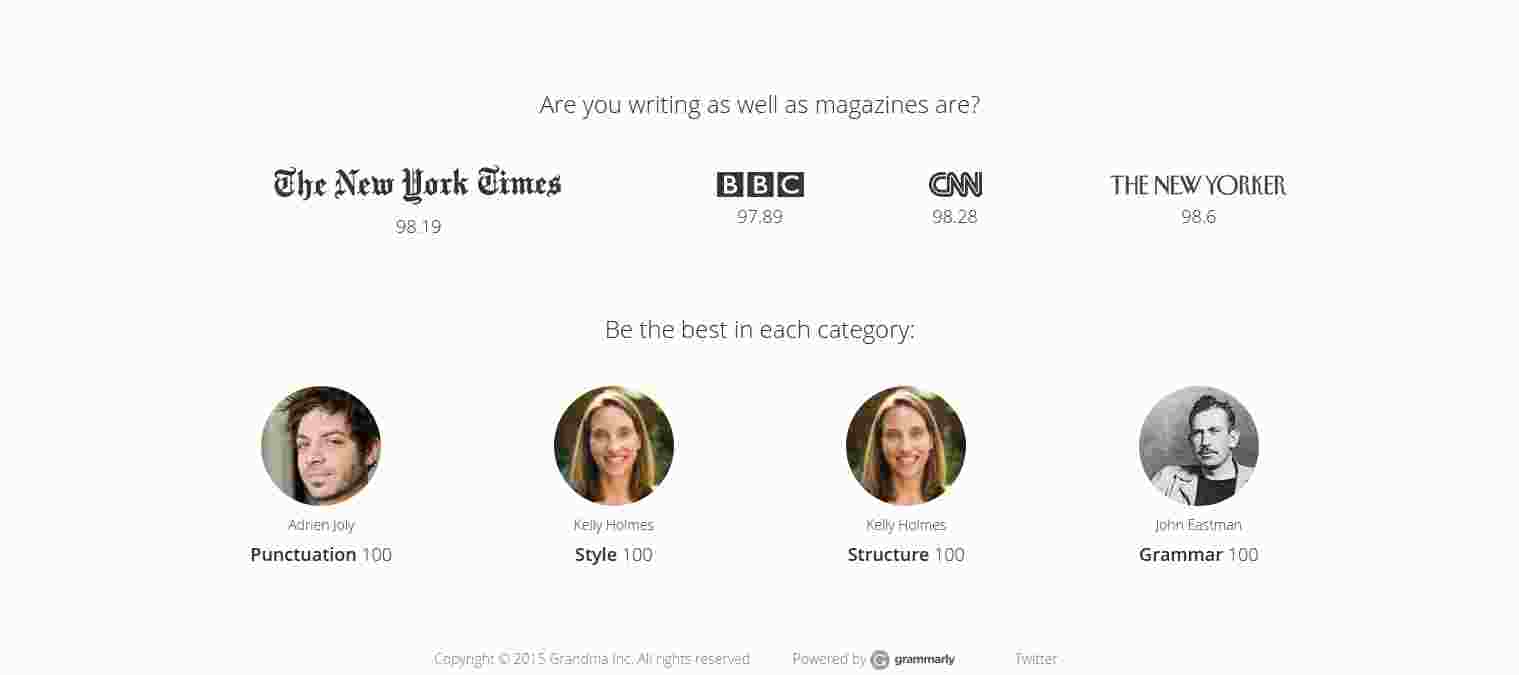 Are you writing as well as magazines are?
The New York Times
BBC
CNN
THE NEW YORKER
98.19
97.89
98.28
98.6
Be the best in each category:
Adrien Joly
Kelly Holmes
Kelly Holmes
John Eastman
Punctuation 100
Style 100
Structure 100
Grammar 100
Copyright © 2015 Grandma Inc. All rights reserved
Powered by grammarly
Twitter